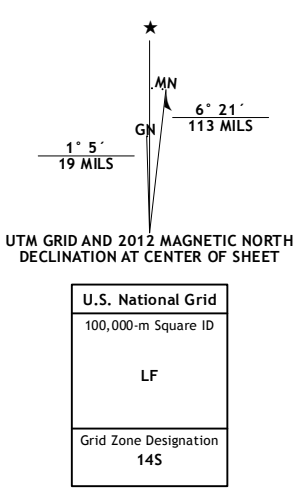 MN
6° 21´
113 MILS
GN
1° 5´
19 MILS
UTM GRID AND 2012 MAGNETIC NORTH
DECLINATION AT CENTER OF SHEET
U.S. National Grid
100,000-m Square ID
LF
Grid Zone Designation
14S